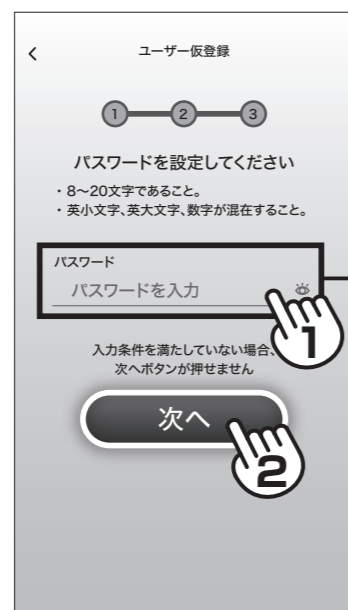 ユーザー仮登録
1 2 3
パスワードを設定してください
・8〜20文字であること。
・英小文字、英大文字、数字が混在すること。
パスワード
パスワードを入力
1
入力条件を満たしていない場合、
次へボタンが押せません
次へ
2